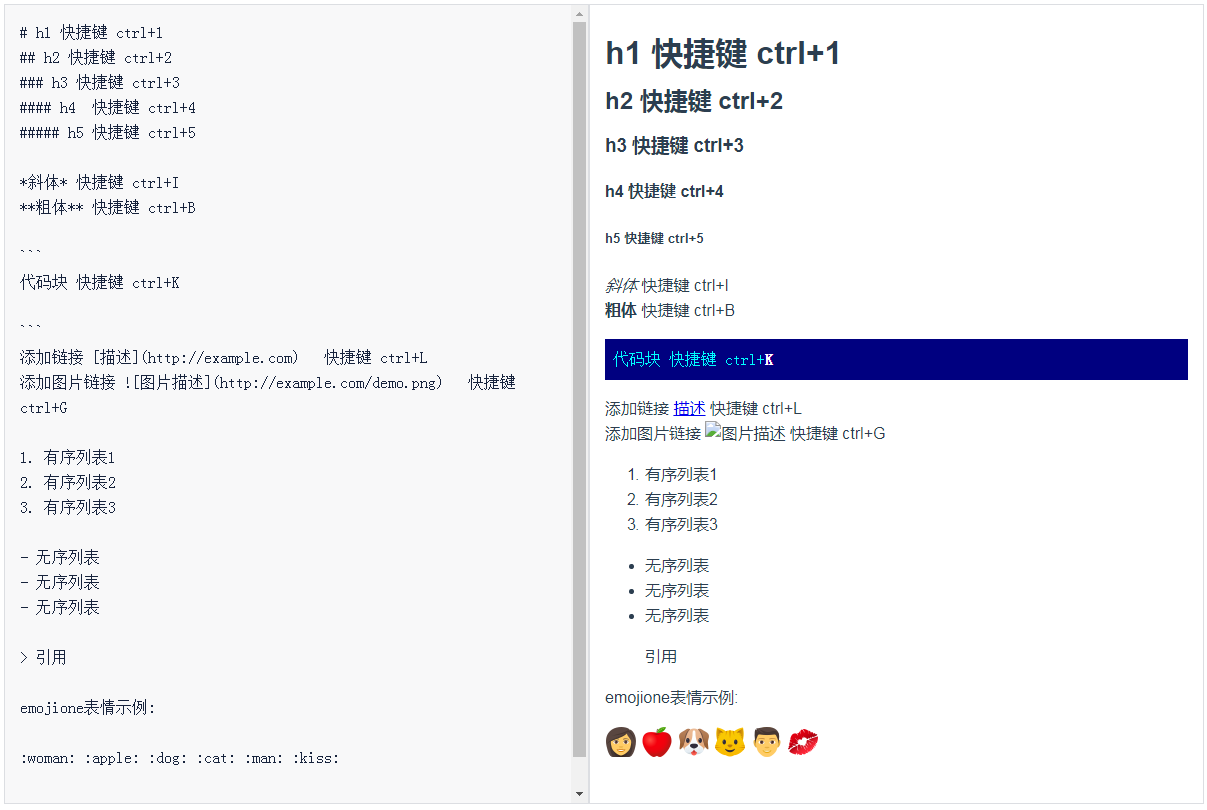 # h1 快捷键 ctrl+1
## h2 快捷键 ctrl+2
### h3 快捷键 ctrl+3
#### h4  快捷键 ctrl+4
##### h5 快捷键 ctrl+5
*斜体* 快捷键 ctrl+I
**粗体** 快捷键 ctrl+B
```
代码块 快捷键 ctrl+K
```
添加链接 [描述](http://example.com)   快捷键 ctrl+L
添加图片链接 ![图片描述](http://example.com/demo.png)   快捷键
ctrl+G
1. 有序列表1
2. 有序列表2
3. 有序列表3
- 无序列表
- 无序列表
- 无序列表
> 引用
emojione表情示例:
:woman: :apple: :dog: :cat: :man: :kiss:
h1 快捷键 ctrl+1
h2 快捷键 ctrl+2
h3 快捷键 ctrl+3
h4 快捷键 ctrl+4
h5 快捷键 ctrl+5
斜体 快捷键 ctrl+I
粗体 快捷键 ctrl+B
代码块 快捷键 ctrl+K
添加链接 描述 快捷键 ctrl+L
添加图片链接 图片描述 快捷键 ctrl+G
1. 有序列表1
2. 有序列表2
3. 有序列表3
• 无序列表
• 无序列表
• 无序列表
引用
emojione表情示例: